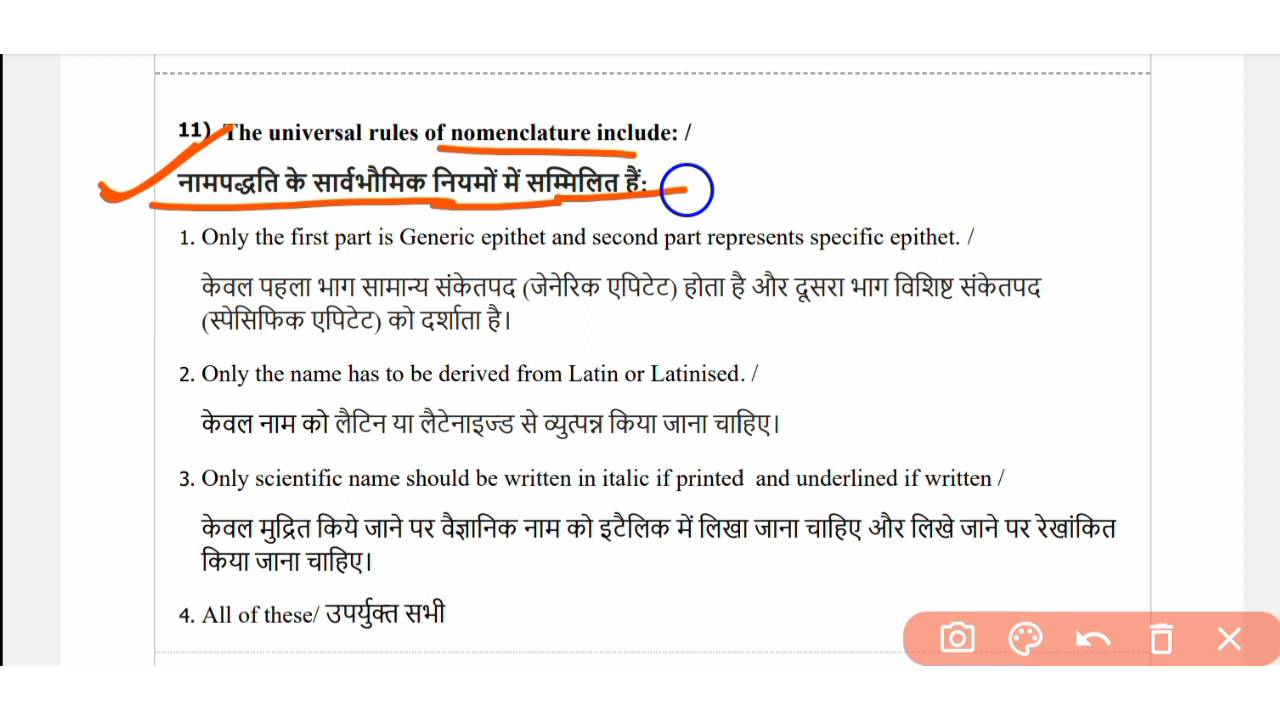 11) The universal rules of nomenclature include: /
नामपद्धति के सार्वभौमिक नियमों में सम्मिलित हैं:
1. Only the first part is Generic epithet and second part represents specific epithet. /
केवल पहला भाग सामान्य संकेतपद (जेनेरिक एपिटेट) होता है और दूसरा भाग विशिष्ट संकेतपद
(स्पेसिफिक एपिटेट) को दर्शाता है।
2. Only the name has to be derived from Latin or Latinised. /
केवल नाम को लैटिन या लैटेनाइज्ड से व्युत्पन्न किया जाना चाहिए।
3. Only scientific name should be written in italic if printed  and underlined if written /
केवल मुद्रित किये जाने पर वैज्ञानिक नाम को इटैलिक में लिखा जाना चाहिए और लिखे जाने पर रेखांकित
किया जाना चाहिए।
4. All of these/ उपर्युक्त सभी